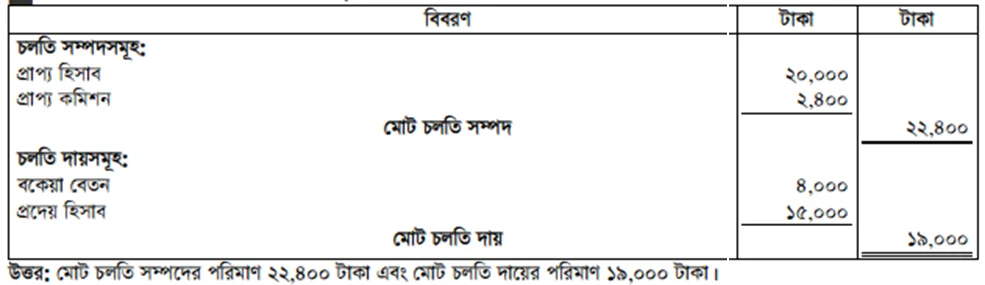 বিবরণ টাকা টাকা
চলতি সম্পদসমূহ:
প্রাপ্য হিসাব ২০,০০০
প্রাপ্য কমিশন ২,৪০০
মোট চলতি সম্পদ ২২,৪০০
চলতি দায়সমূহ:
বকেয়া বেতন ৪,০০০
প্রদেয় হিসাব ১৫,০০০
মোট চলতি দায় ১৯,০০০
উত্তর: মোট চলতি সম্পদের পরিমাণ ২২,৪০০ টাকা এবং মোট চলতি দায়ের পরিমাণ ১৯,০০০ টাকা।